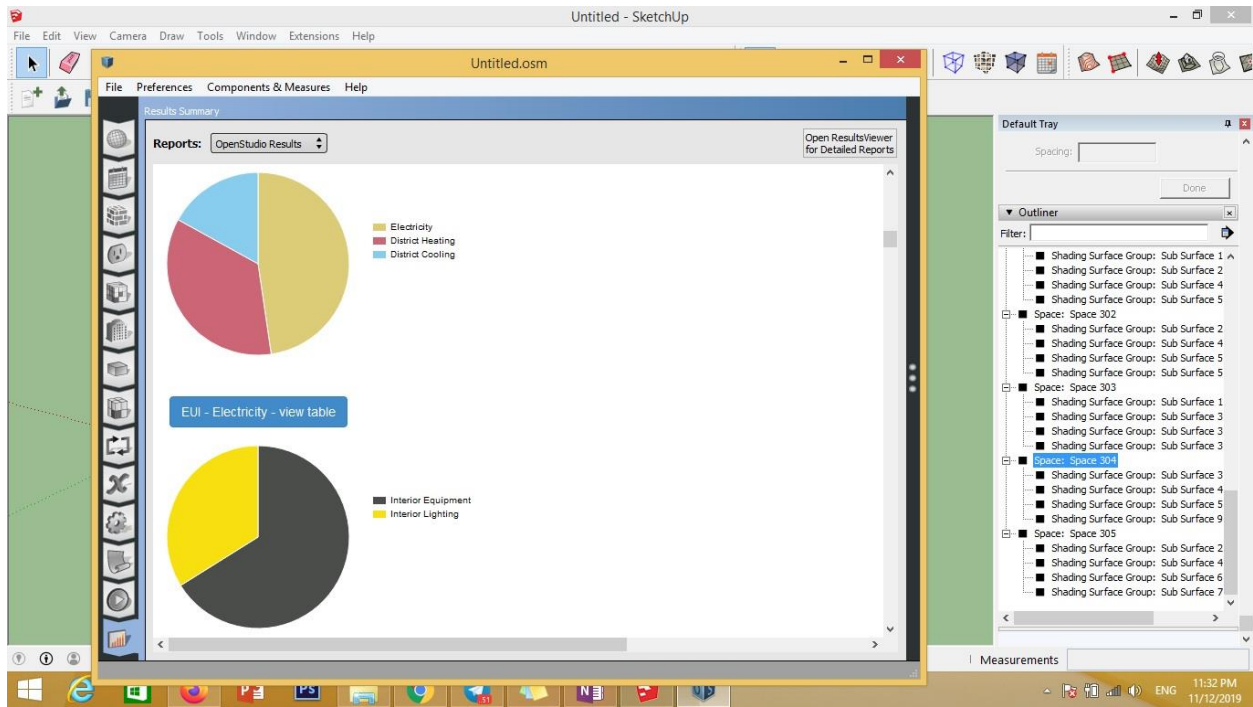 Untitled - SketchUp
File Edit View Camera Draw Tools Window Extensions Help
Untitled.osm
File Preferences Components & Measures Help
Results Summary
Reports: OpenStudio Results
Open ResultsViewer
for Detailed Reports
Electricity
District Heating
District Cooling
EUI - Electricity - view table
Interior Equipment
Interior Lighting
Default Tray
Spacing:
Done
Outliner
Filter:
Shading Surface Group: Sub Surface 1
Shading Surface Group: Sub Surface 2
Shading Surface Group: Sub Surface 4
Shading Surface Group: Sub Surface 5
Space: Space 302
Shading Surface Group: Sub Surface 2
Shading Surface Group: Sub Surface 4
Shading Surface Group: Sub Surface 5
Shading Surface Group: Sub Surface 5
Space: Space 303
Shading Surface Group: Sub Surface 1
Shading Surface Group: Sub Surface 3
Shading Surface Group: Sub Surface 3
Shading Surface Group: Sub Surface 3
Space: Space 304
Shading Surface Group: Sub Surface 3
Shading Surface Group: Sub Surface 4
Shading Surface Group: Sub Surface 5
Shading Surface Group: Sub Surface 9
Space: Space 305
Shading Surface Group: Sub Surface 2
Shading Surface Group: Sub Surface 4
Shading Surface Group: Sub Surface 6
Shading Surface Group: Sub Surface 7
Measurements
ENG
11:32 PM
11/12/2019